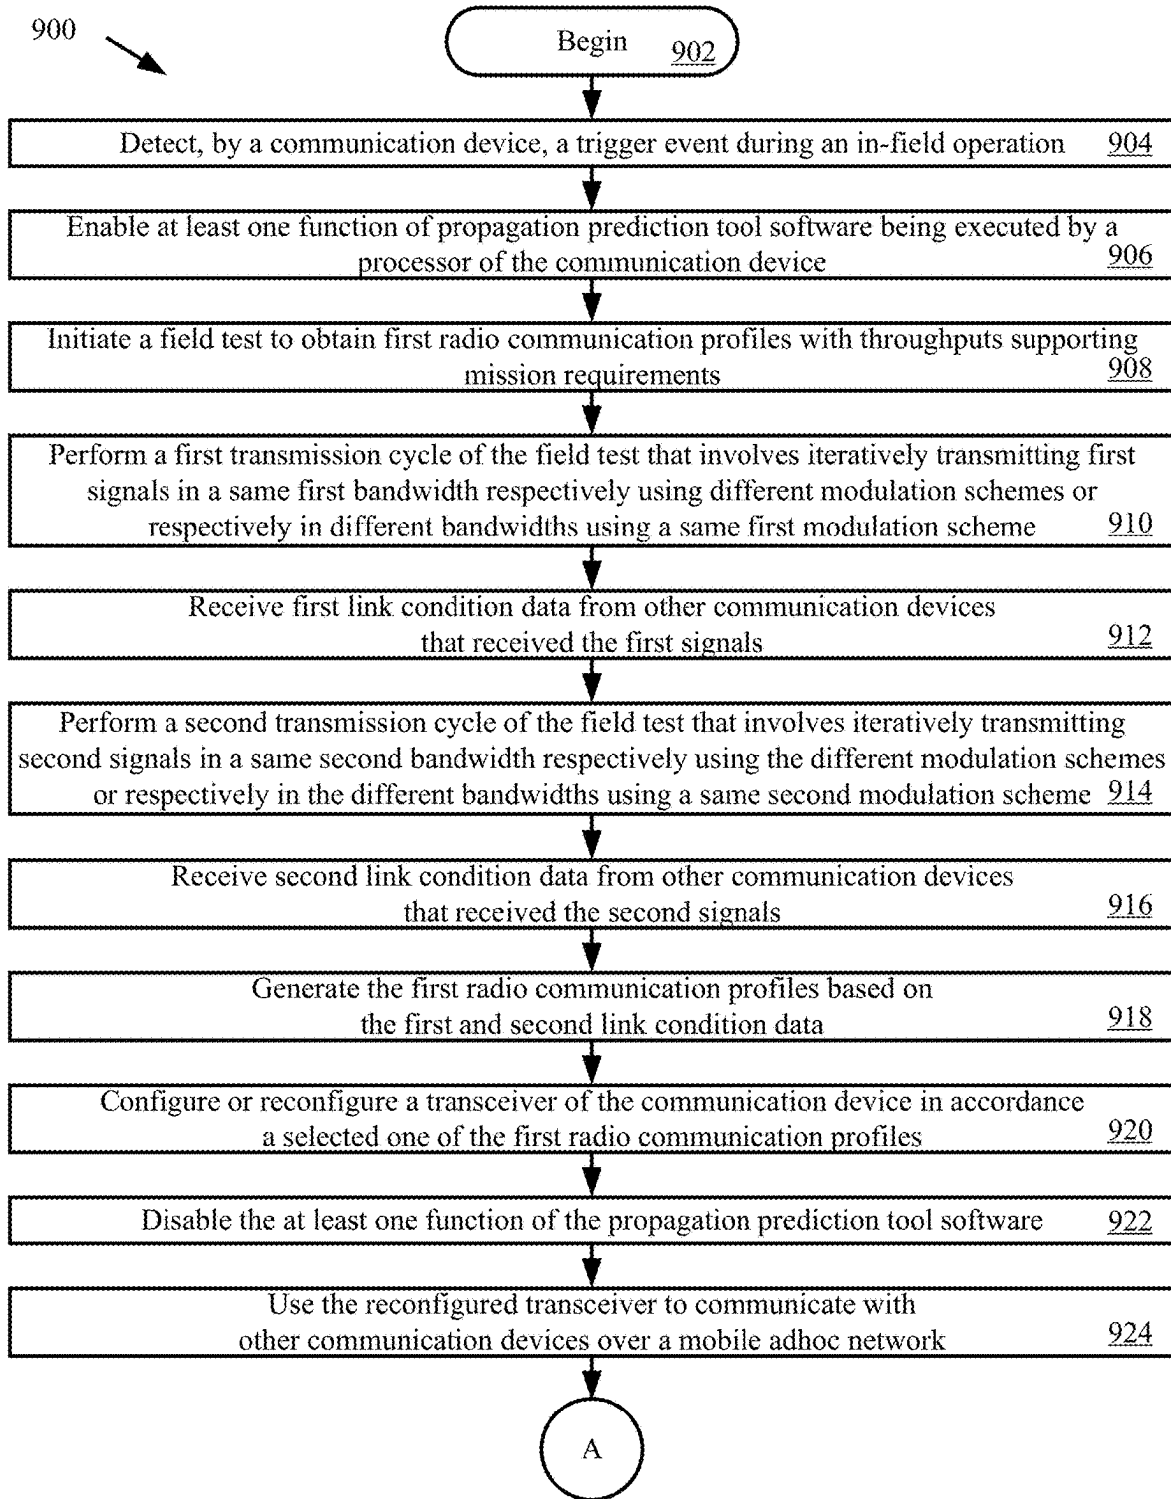 900
Begin 902
Detect, by a communication device, a trigger event during an in-field operation 904
Enable at least one function of propagation prediction tool software being executed by a
processor of the communication device 906
Initiate a field test to obtain first radio communication profiles with throughputs supporting
mission requirements 908
Perform a first transmission cycle of the field test that involves iteratively transmitting first
signals in a same first bandwidth respectively using different modulation schemes or
respectively in different bandwidths using a same first modulation scheme 910
Receive first link condition data from other communication devices
that received the first signals 912
Perform a second transmission cycle of the field test that involves iteratively transmitting
second signals in a same second bandwidth respectively using the different modulation schemes
or respectively in the different bandwidths using a same second modulation scheme 914
Receive second link condition data from other communication devices
that received the second signals 916
Generate the first radio communication profiles based on
the first and second link condition data 918
Configure or reconfigure a transceiver of the communication device in accordance
a selected one of the first radio communication profiles 920
Disable the at least one function of the propagation prediction tool software 922
Use the reconfigured transceiver to communicate with
other communication devices over a mobile adhoc network 924
A